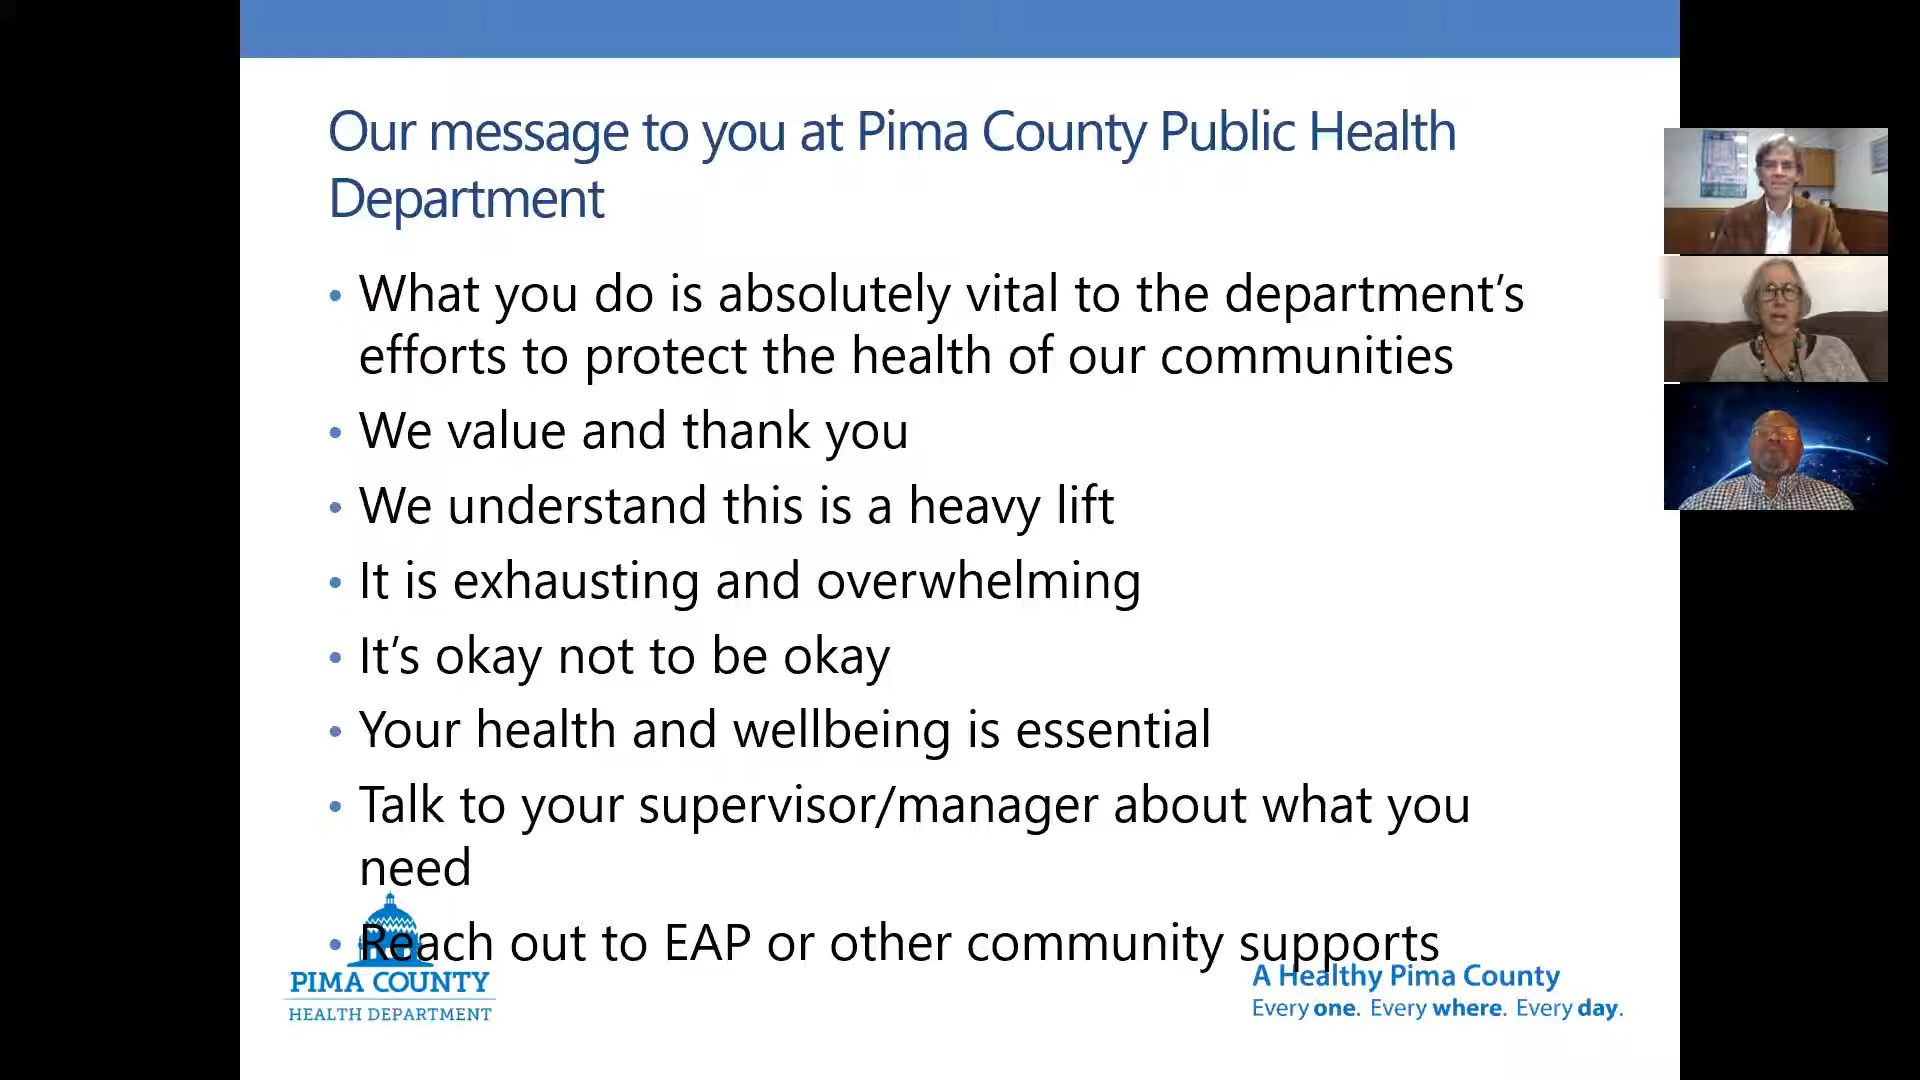 Our message to you at Pima County Public Health
Department
• What you do is absolutely vital to the department’s
efforts to protect the health of our communities
• We value and thank you
• We understand this is a heavy lift
• It is exhausting and overwhelming
• It’s okay not to be okay
• Your health and wellbeing is essential
• Talk to your supervisor/manager about what you
need
• Reach out to EAP or other community supports
PIMA COUNTY
HEALTH DEPARTMENT
A Healthy Pima County
Every one. Every where. Every day.